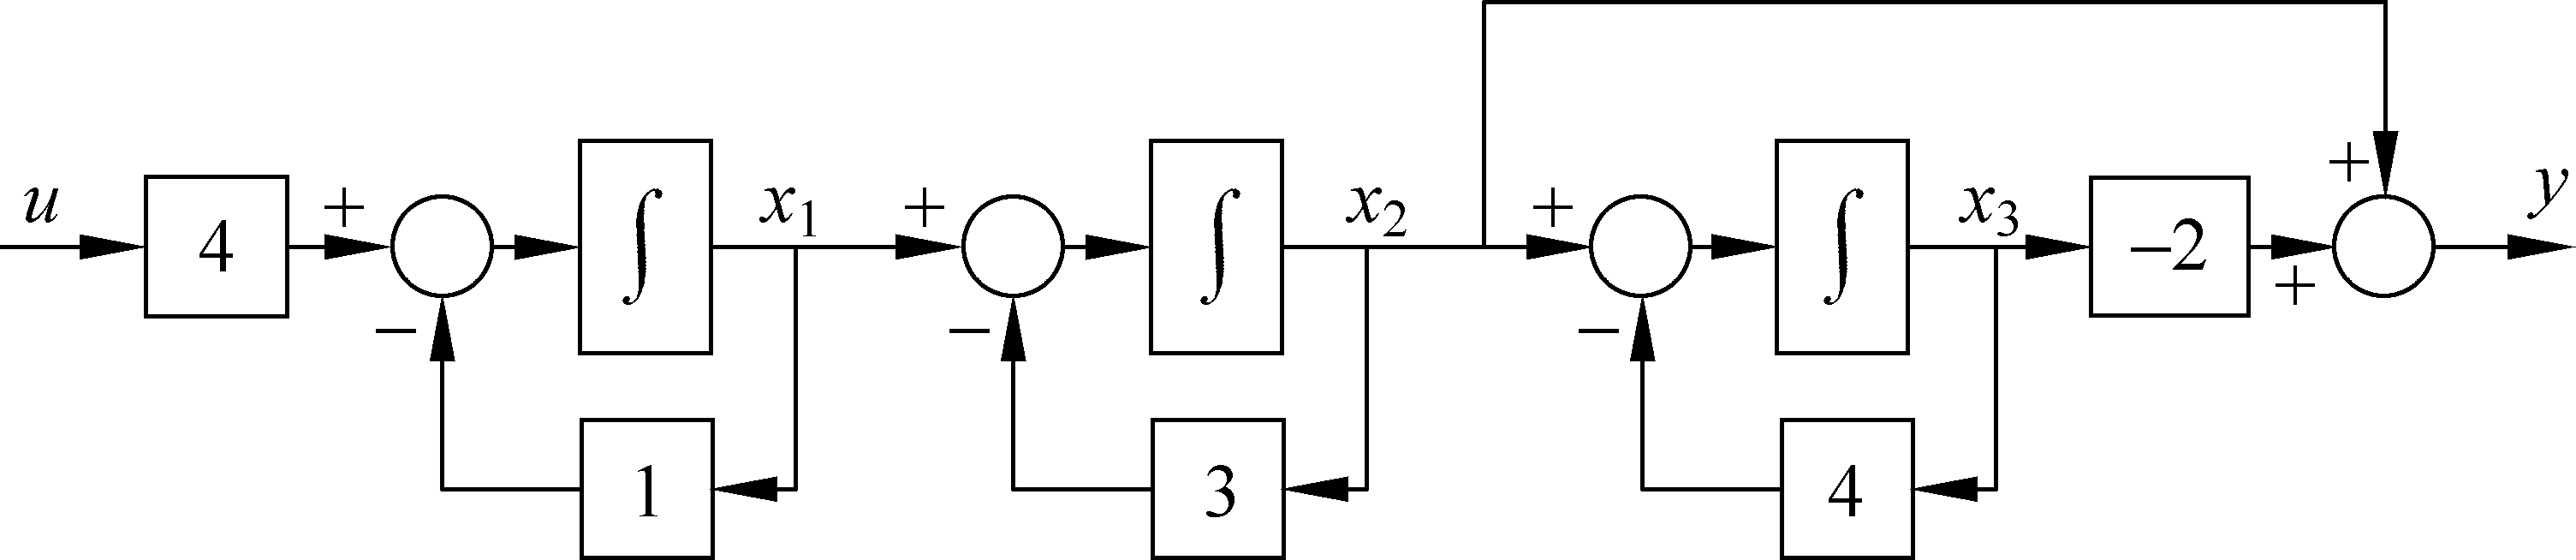 +
u 4 + − ∫ x₁ + − ∫ x₂ + − ∫ x₃ −2 + y
1 3 4